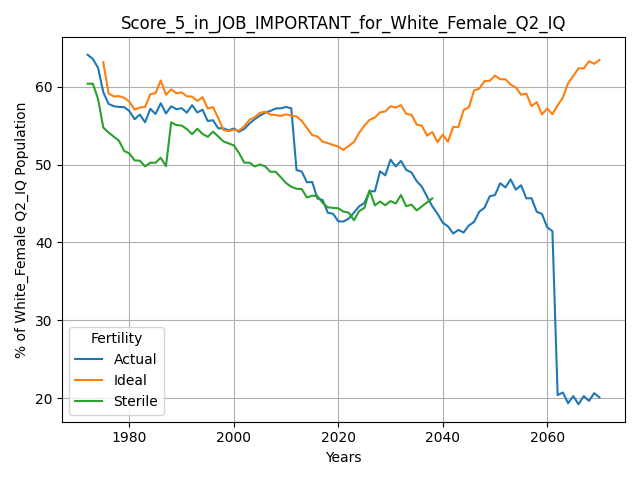 Score_5_in_JOB_IMPORTANT_for_White_Female_Q2_IQ
% of White_Female Q2_IQ Population
60
50
40
30
20
Fertility
Actual
Ideal
Sterile
1980 2000 2020 2040 2060
Years